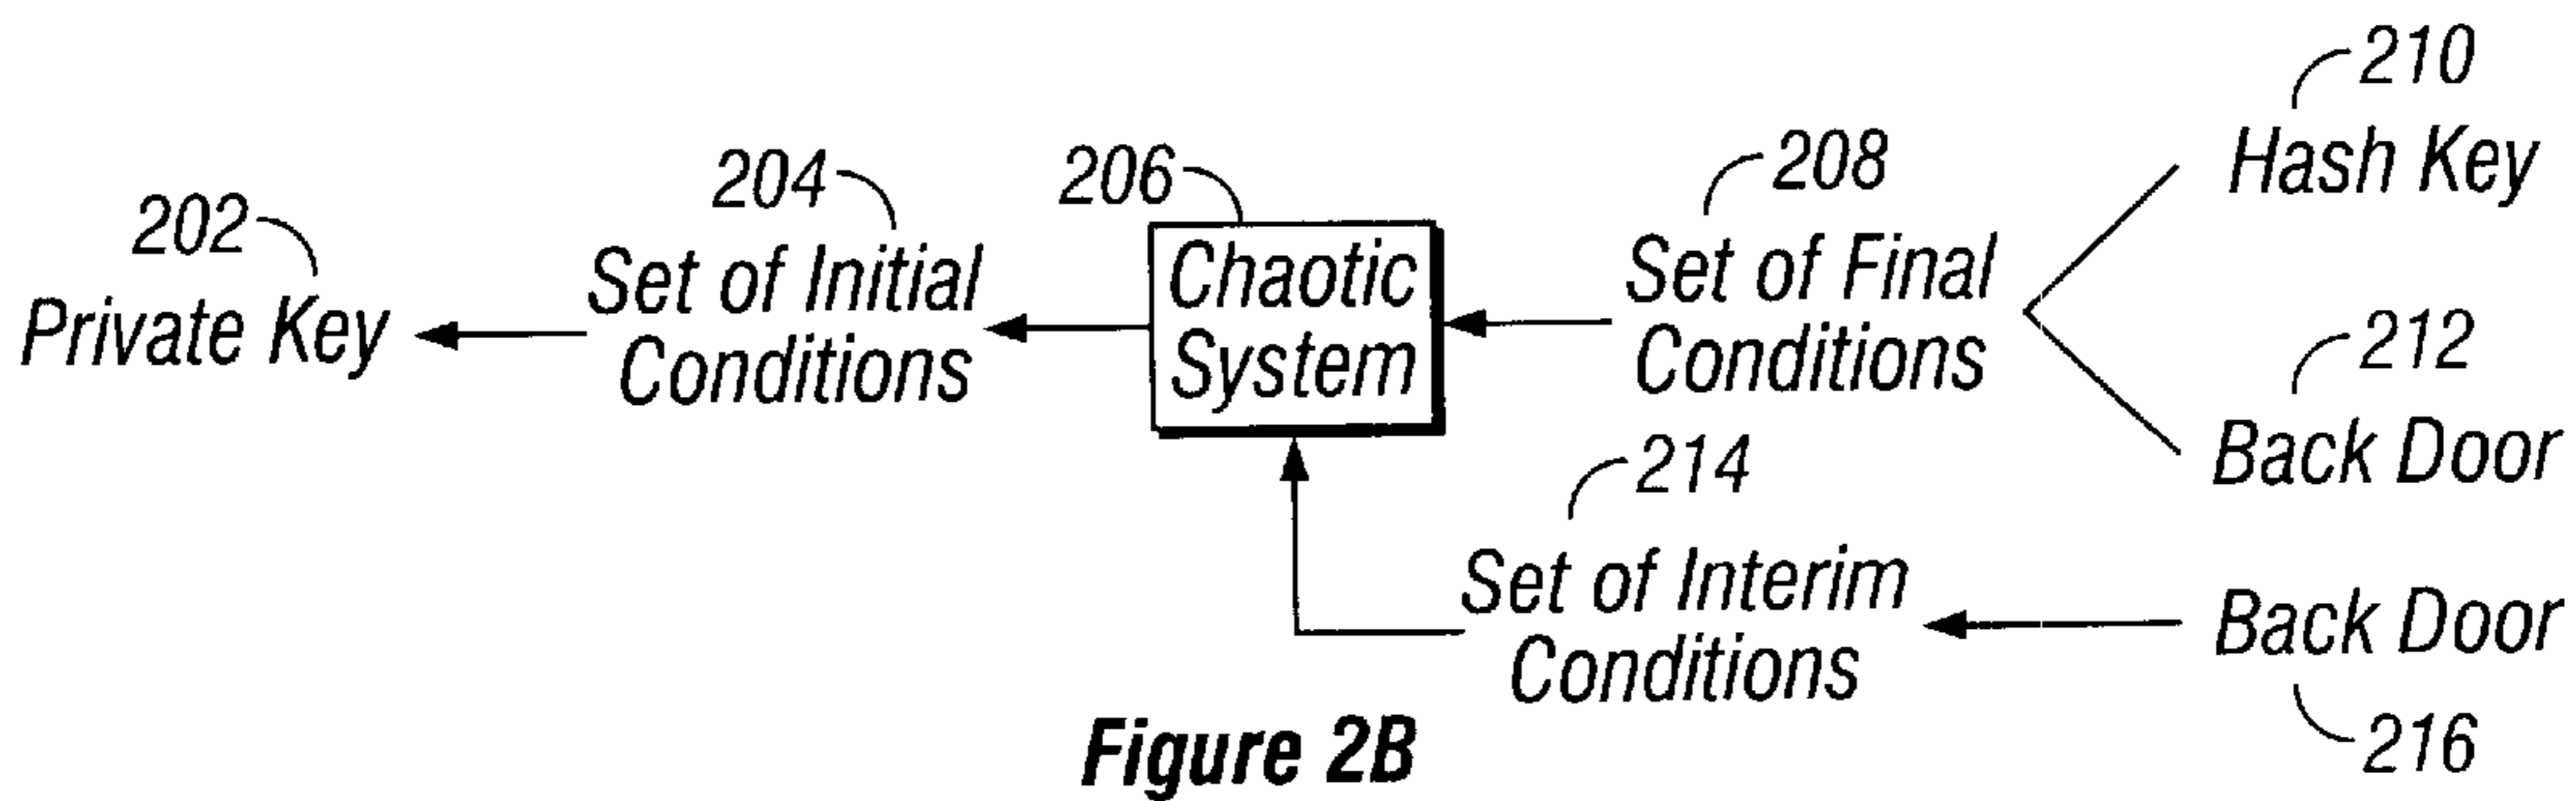 210
Hash Key
208
204
206
202
Set of Final
Conditions
Chaotic
System
Set of Initial
Conditions
Private Key
212
Back Door
214
Set of Interim
Conditions
Back Door
216
Figure 2B